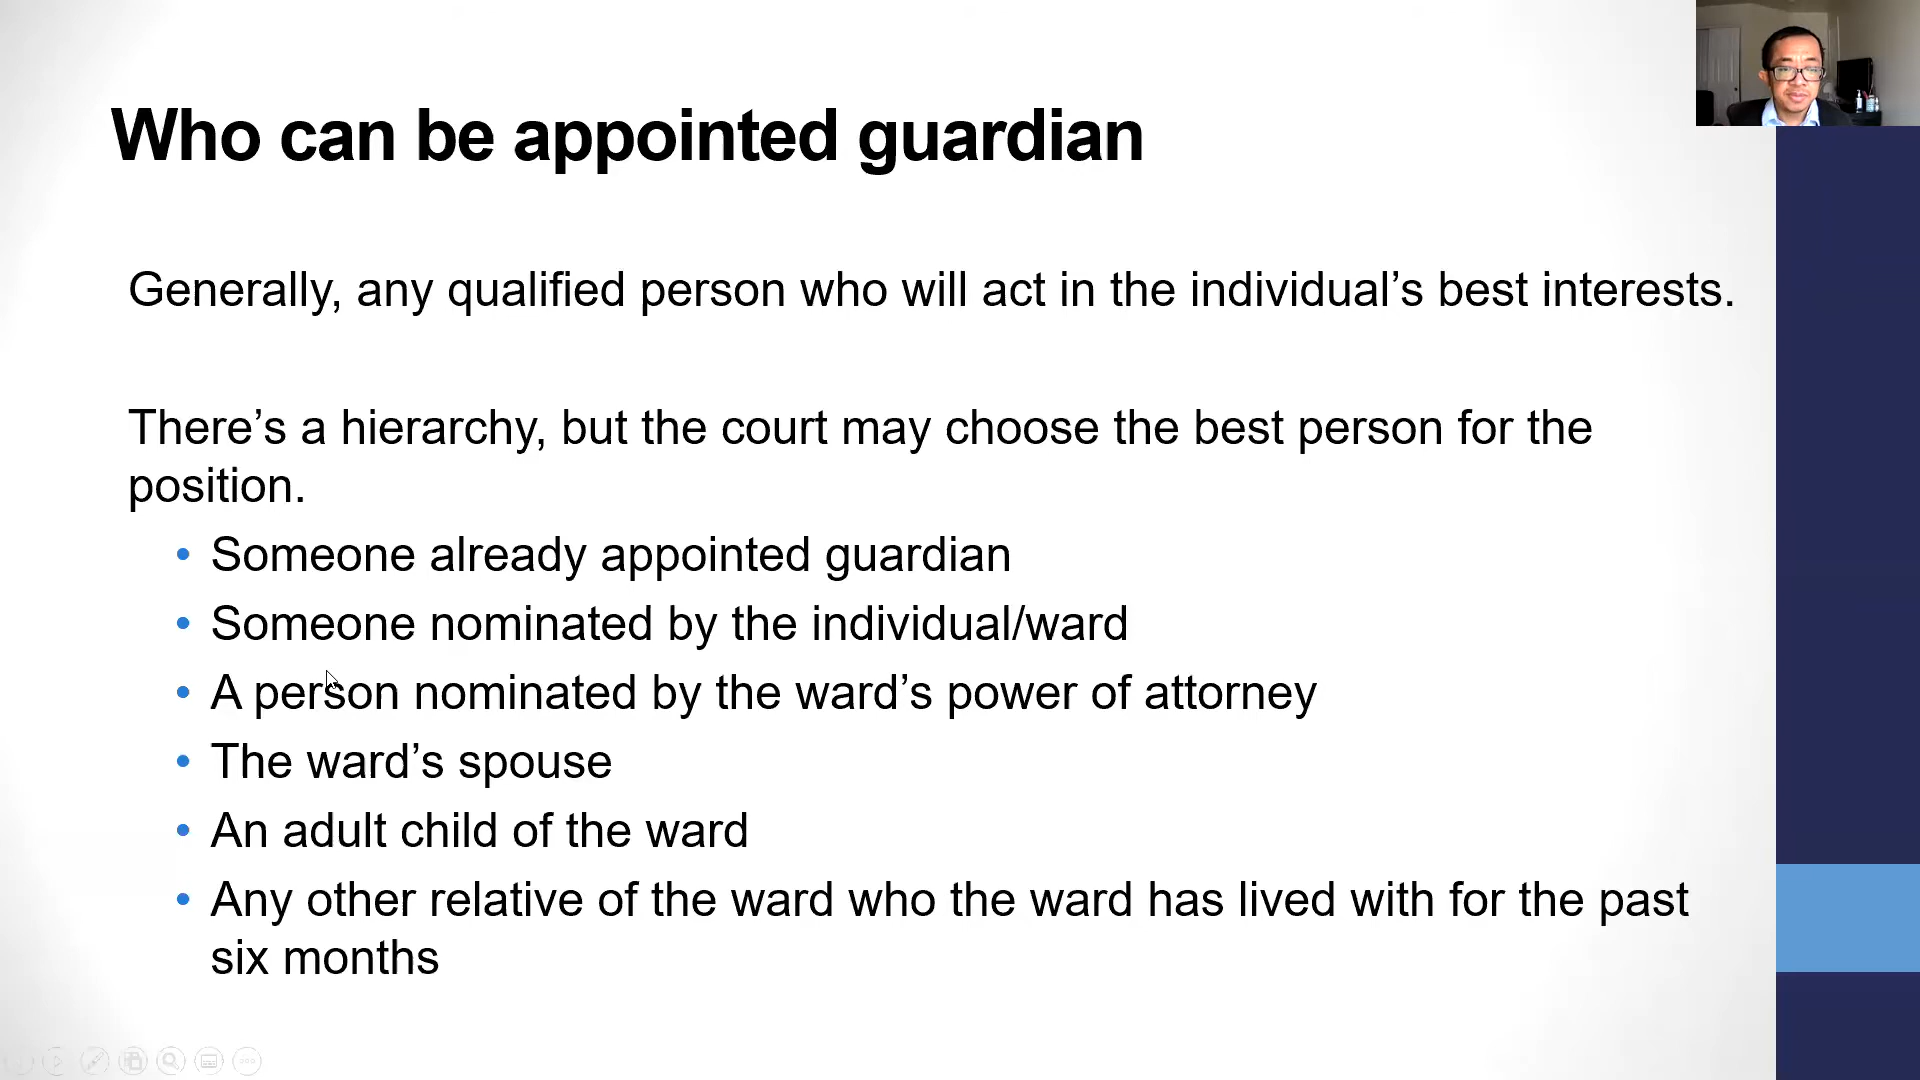 Who can be appointed guardian
Generally, any qualified person who will act in the individual’s best interests.
There’s a hierarchy, but the court may choose the best person for the
position.
• Someone already appointed guardian
• Someone nominated by the individual/ward
• A person nominated by the ward’s power of attorney
• The ward’s spouse
• An adult child of the ward
• Any other relative of the ward who the ward has lived with for the past
six months